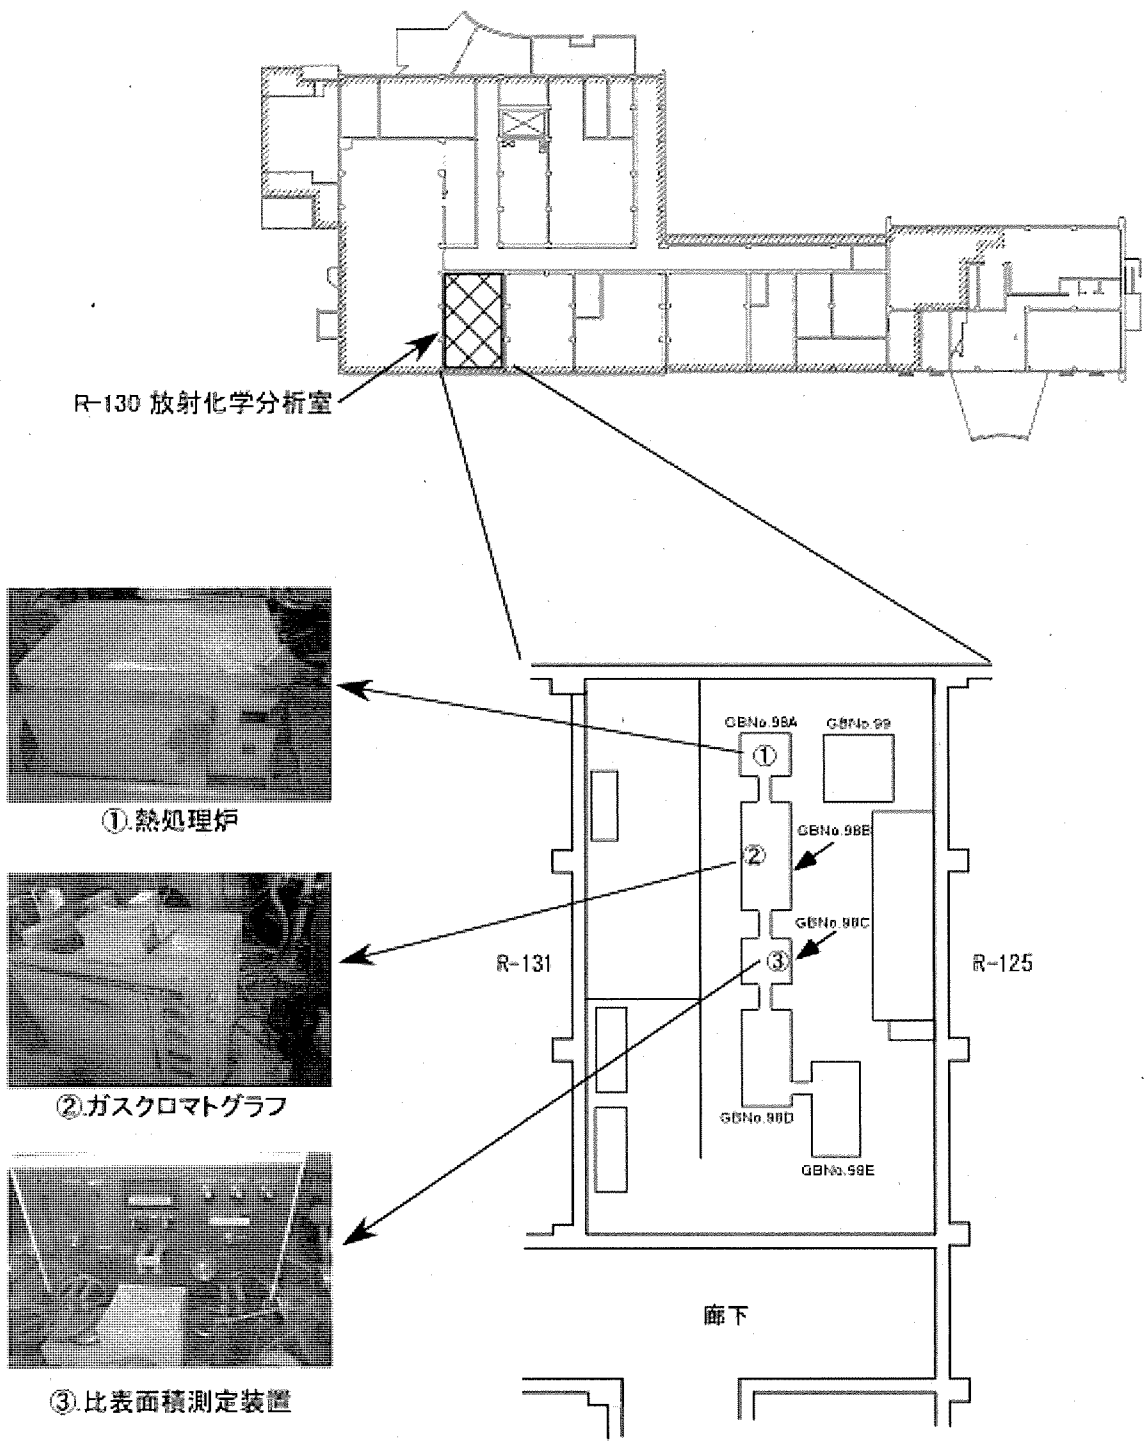 R-130 放射化学分析室
GBNo.98A
GBNo.99
①
①.熱処理炉
GBNo.98B
②
GBNo.98C
R-131
③
R-125
②.ガスクロマトグラフ
GBNo.98D
GBNo.98E
廊下
③.比表面積測定装置